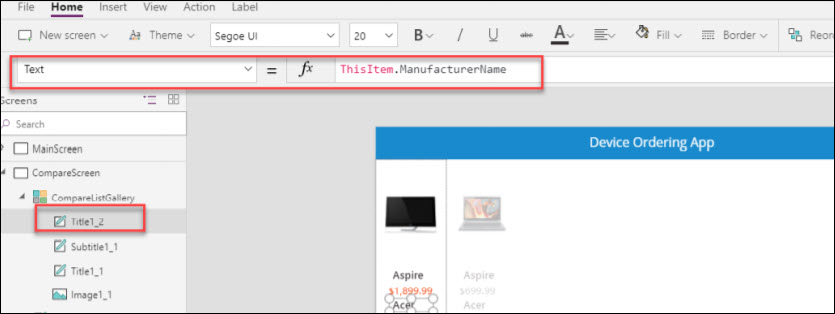 File Home Insert View Action Label
New screen Theme Segoe UI 20 B / U abc A Fill Border Reord
Text = fx ThisItem.ManufacturerName
Screens
Search
MainScreen
CompareScreen
CompareListGallery
Title1_2
Subtitle1_1
Title1_1
Image1_1
Device Ordering App
Aspire Aspire
$1,899.99 $699.99
Acer Acer